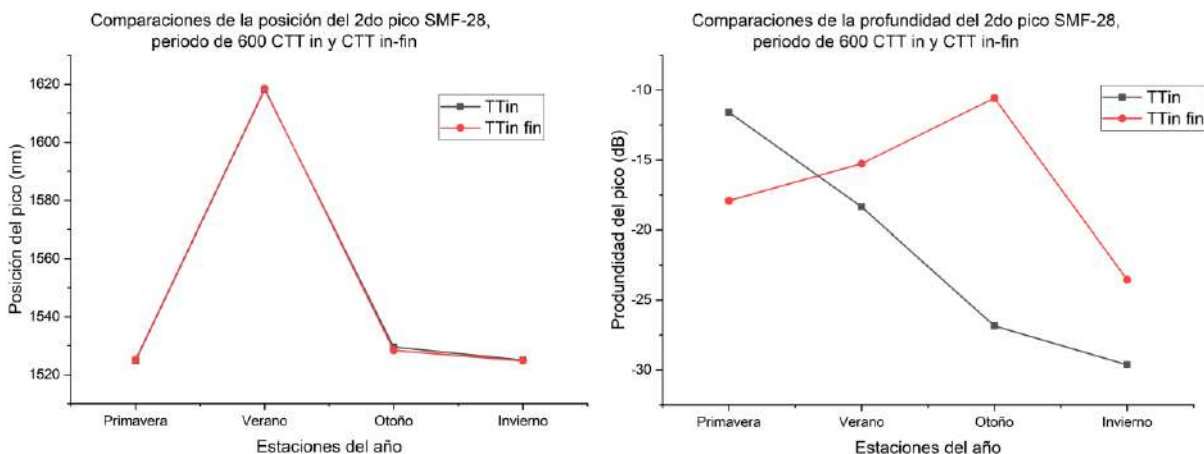 Comparaciones de la posición del 2do pico SMF-28,
periodo de 600 CTT in y CTT in-fin
1620
1600
1580
1560
1540
1520
Posición del pico (nm)
TTin
TTin fin
Primavera
Verano
Otoño
Invierno
Estaciones del año
Comparaciones de la profundidad del 2do pico SMF-28,
periodo de 600 CTT in y CTT in-fin
-10
-15
-20
-25
-30
Produndidad del pico (dB)
TTin
TTin fin
Primavera
Verano
Otoño
Invierno
Estaciones del año